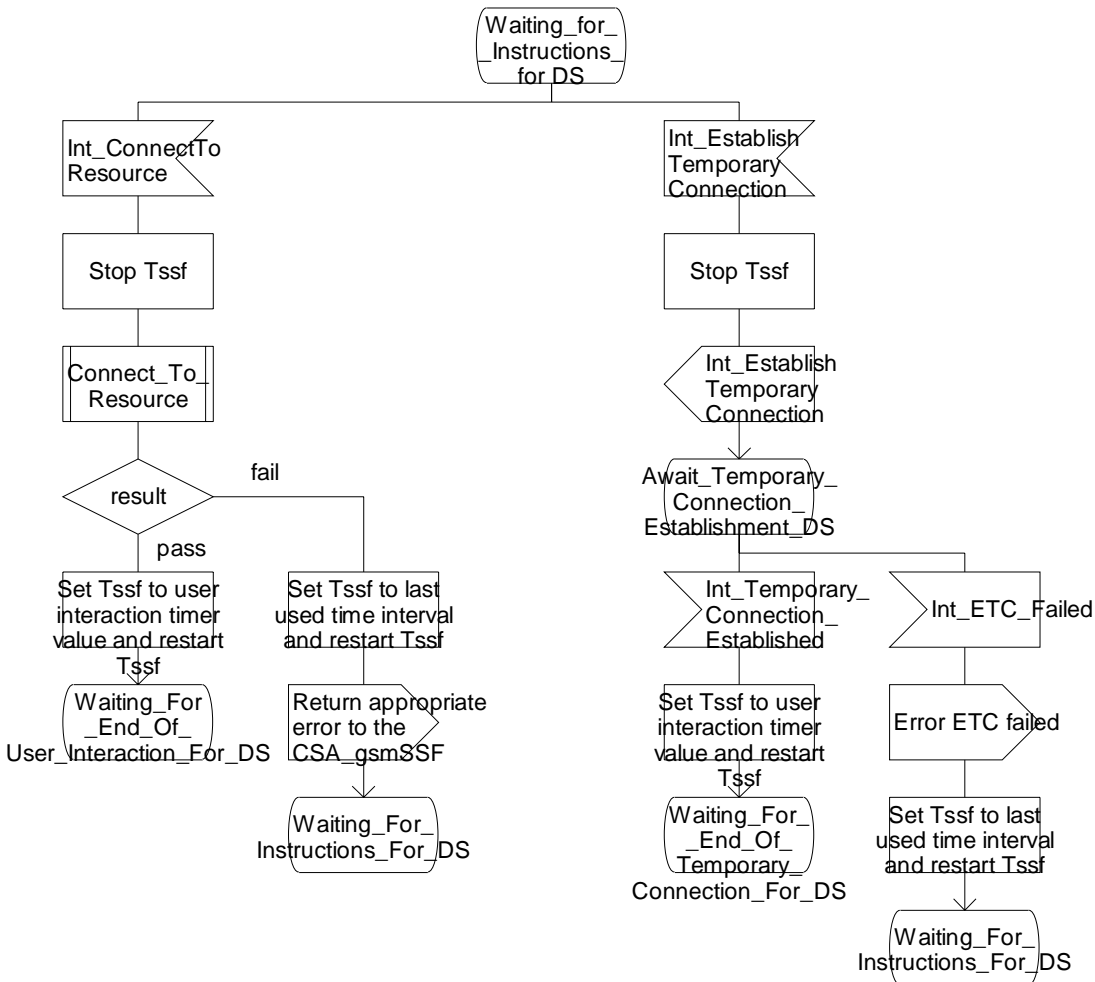 Waiting_for_
_Instructions_
for DS
Int_ConnectTo
Resource
Stop Tssf
Connect_To_
Resource
result
fail
pass
Set Tssf to user
interaction timer
value and restart
Tssf
Waiting_For
_End_Of_
User_Interaction_For_DS
Set Tssf to last
used time interval
and restart Tssf
Return appropriate
error to the
CSA_gsmSSF
Waiting_For_
Instructions_For_DS
Int_Establish
Temporary
Connection
Stop Tssf
Int_Establish
Temporary
Connection
Await_Temporary_
Connection_
Establishment_DS
Int_Temporary_
Connection_
Established
Set Tssf to user
interaction timer
value and restart
Tssf
Waiting_For_
_End_Of_
Temporary_
Connection_For_DS
Int_ETC_Failed
Error ETC failed
Set Tssf to last
used time interval
and restart Tssf
Waiting_For_
Instructions_For_DS